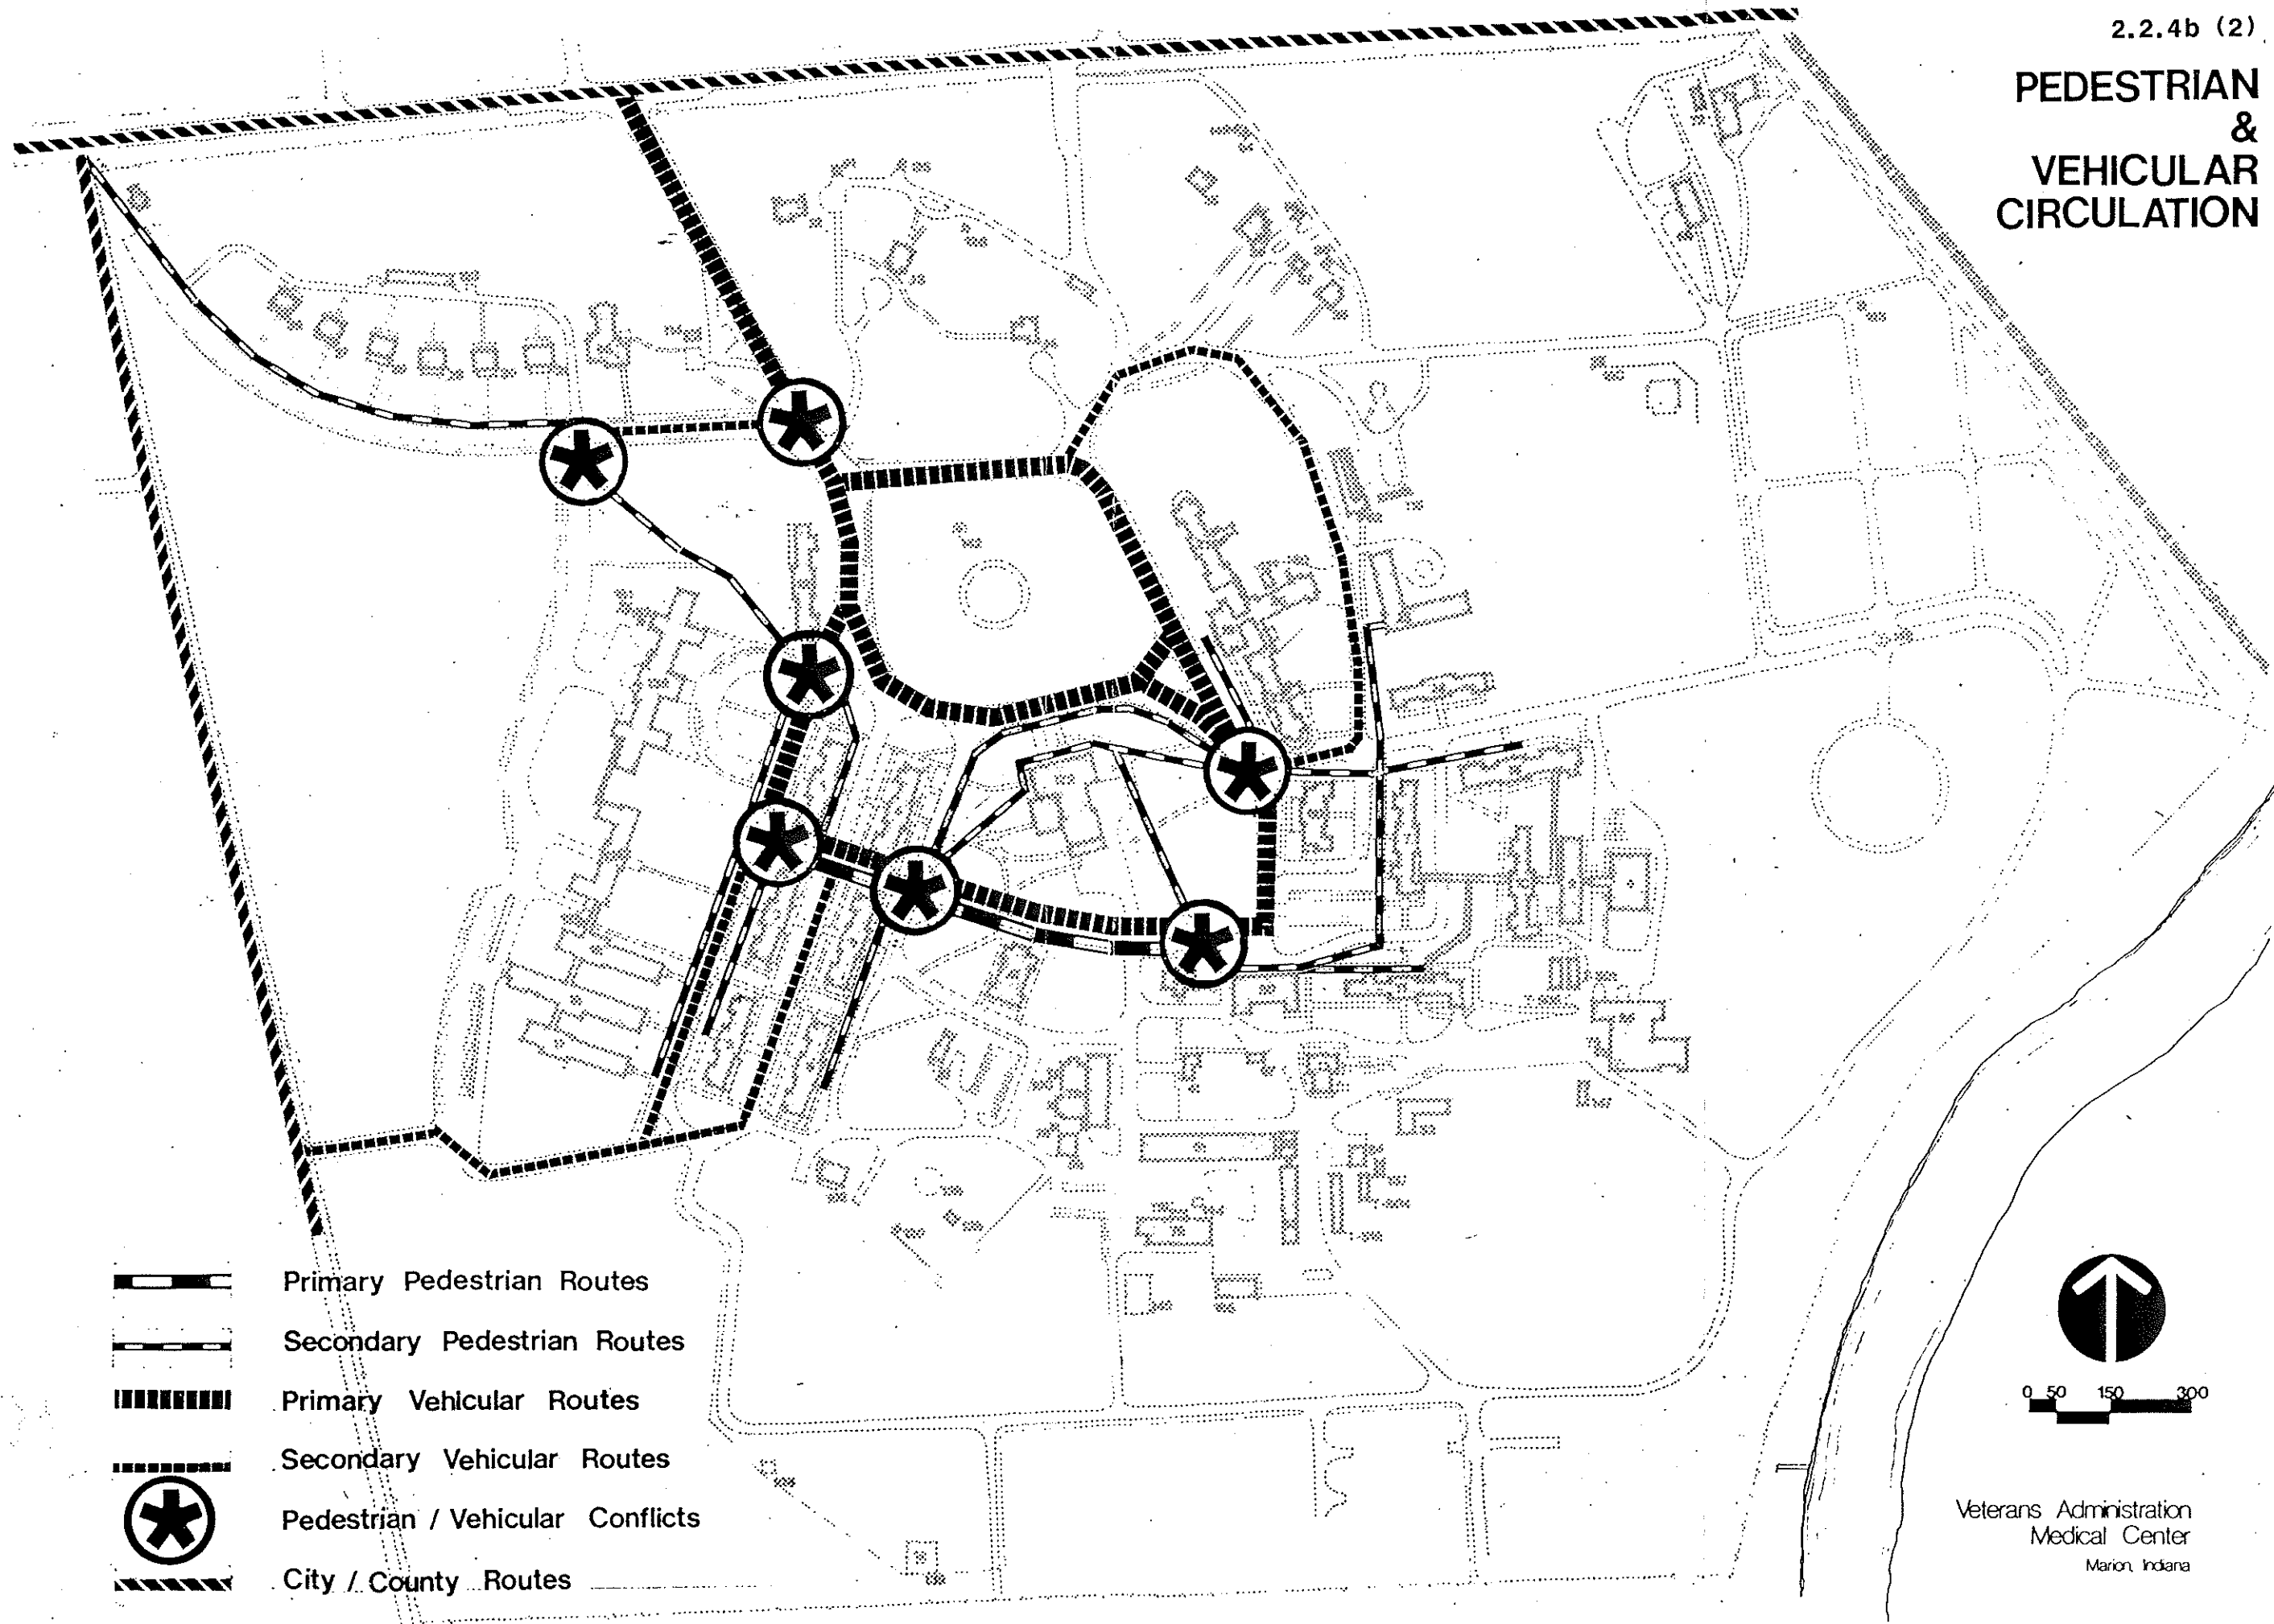 2.2.4b (2)
PEDESTRIAN
&
VEHICULAR
CIRCULATION
Primary Pedestrian Routes
Secondary Pedestrian Routes
Primary Vehicular Routes
Secondary Vehicular Routes
Pedestrian / Vehicular Conflicts
City / County Routes
0 50 150 300
Veterans Administration
Medical Center
Marion, Indiana